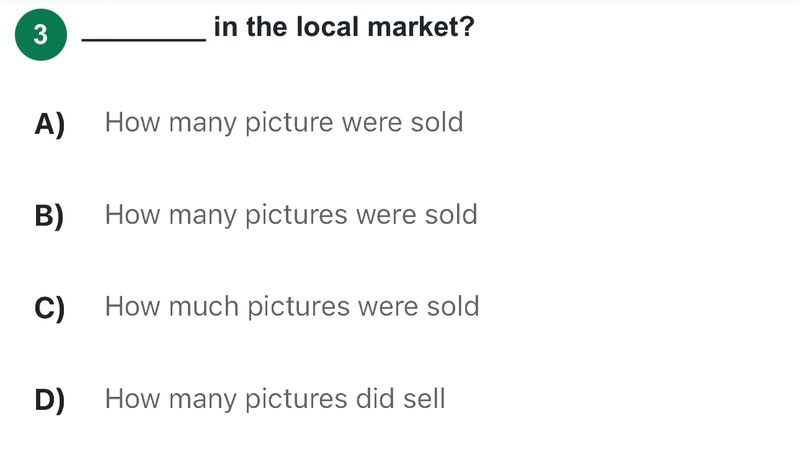 3 ________ in the local market?
A) How many picture were sold
B) How many pictures were sold
C) How much pictures were sold
D) How many pictures did sell